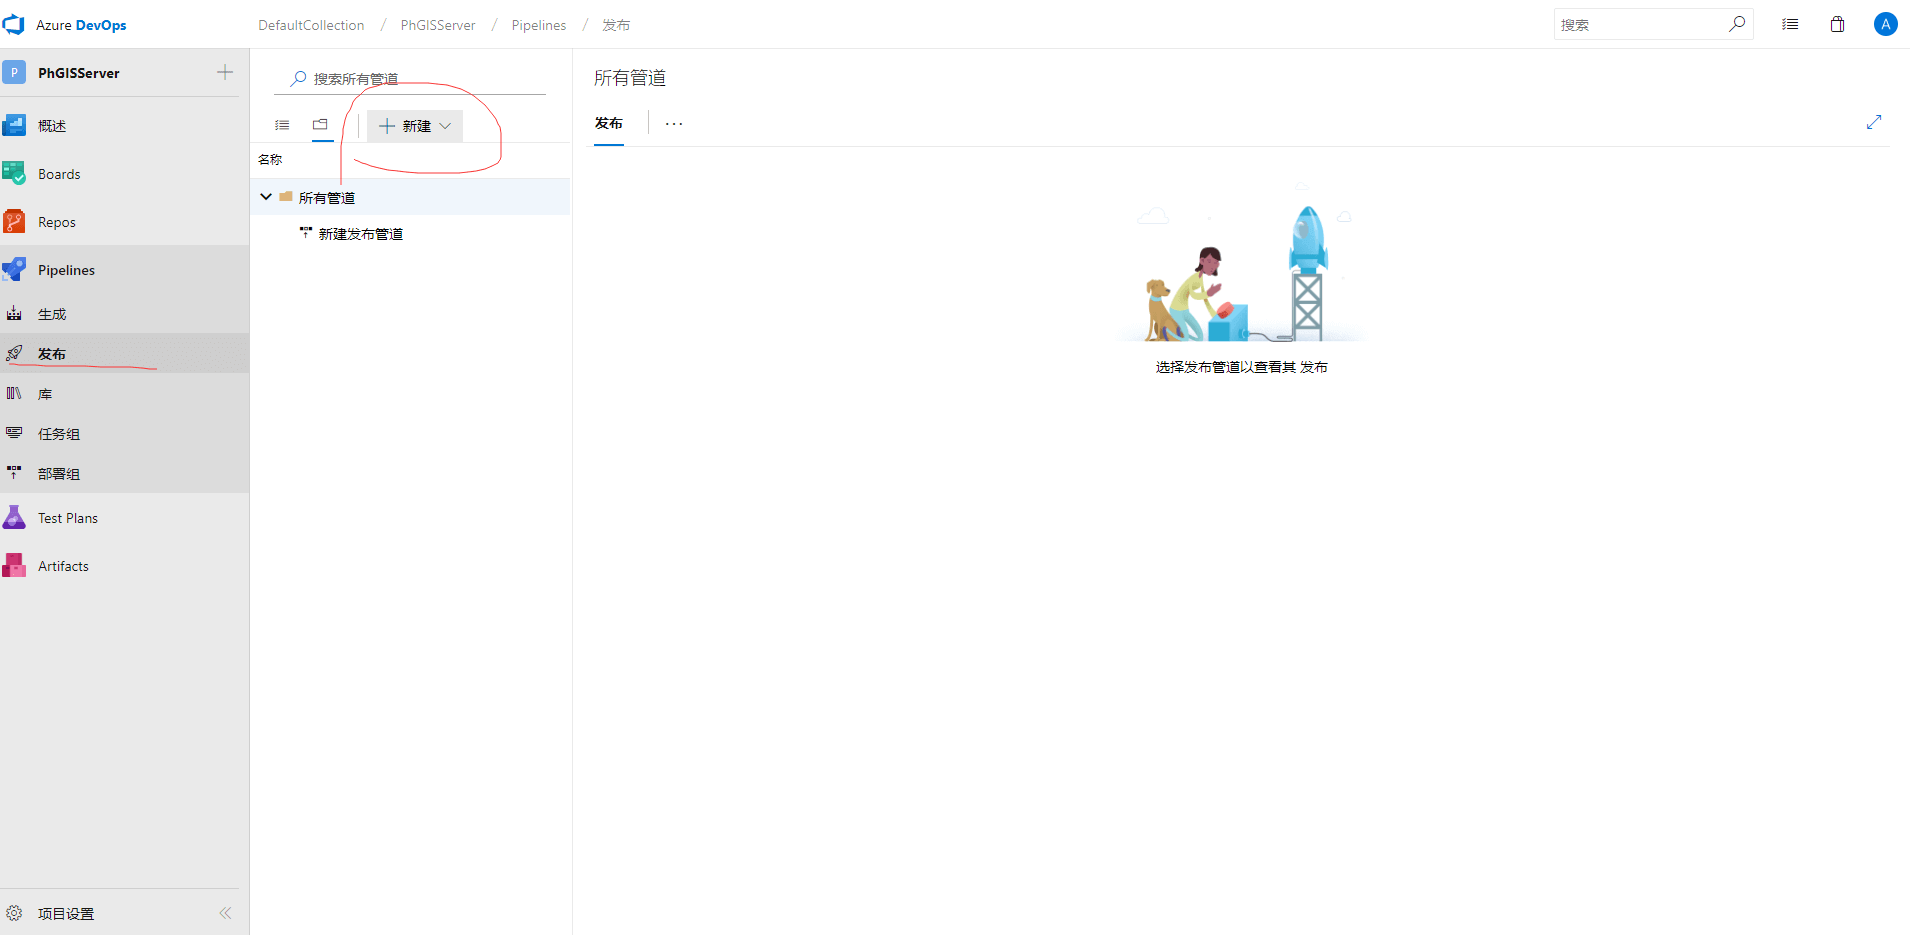 Azure DevOps
DefaultCollection / PhGISServer / Pipelines / 发布
搜索
A
P PhGISServer
概述
Boards
Repos
Pipelines
生成
发布
库
任务组
部署组
Test Plans
Artifacts
项目设置
搜索所有管道
新建
名称
所有管道
新建发布管道
所有管道
发布
...
选择发布管道以查看其 发布